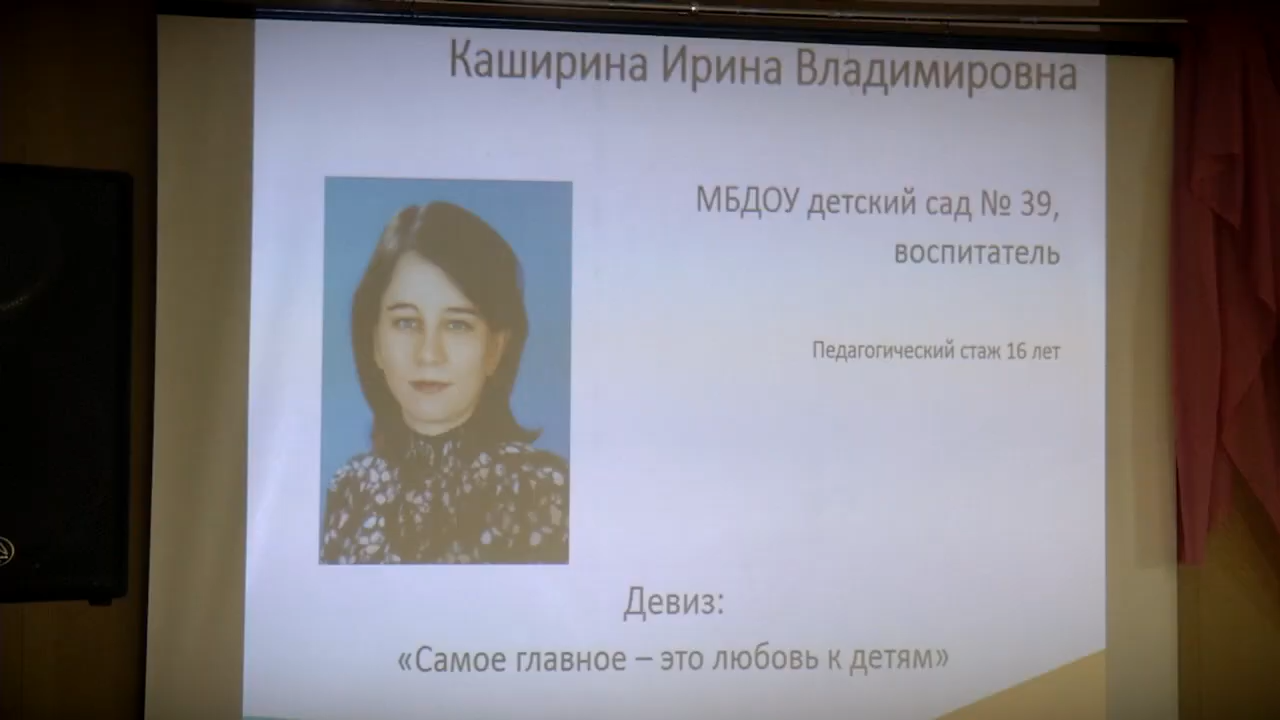 Каширина Ирина Владимировна
МБДОУ детский сад № 39,
воспитатель
Педагогический стаж 16 лет
Девиз:
«Самое главное – это любовь к детям»